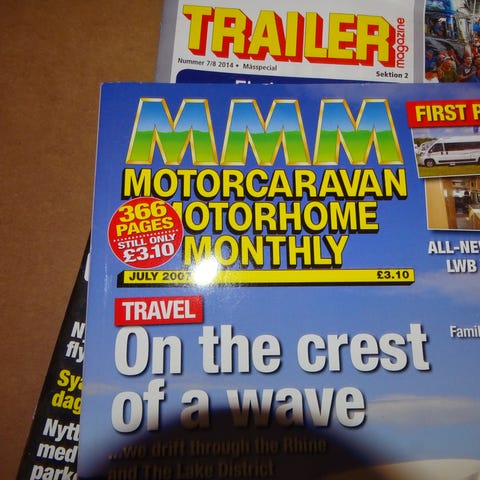 TRAILER
magazine
Nummer 7/8 2014 • Mässpecial
Sektion 2
MMM
MOTORCARAVAN
MOTORHOME
MONTHLY
366
PAGES
STILL ONLY
£3.10
JULY 2007
£3.10
FIRST
ALL-NEW
LWB
TRAVEL
On the crest
of a wave
...we drift through the Rhine
and The Lake District
Nytt
med